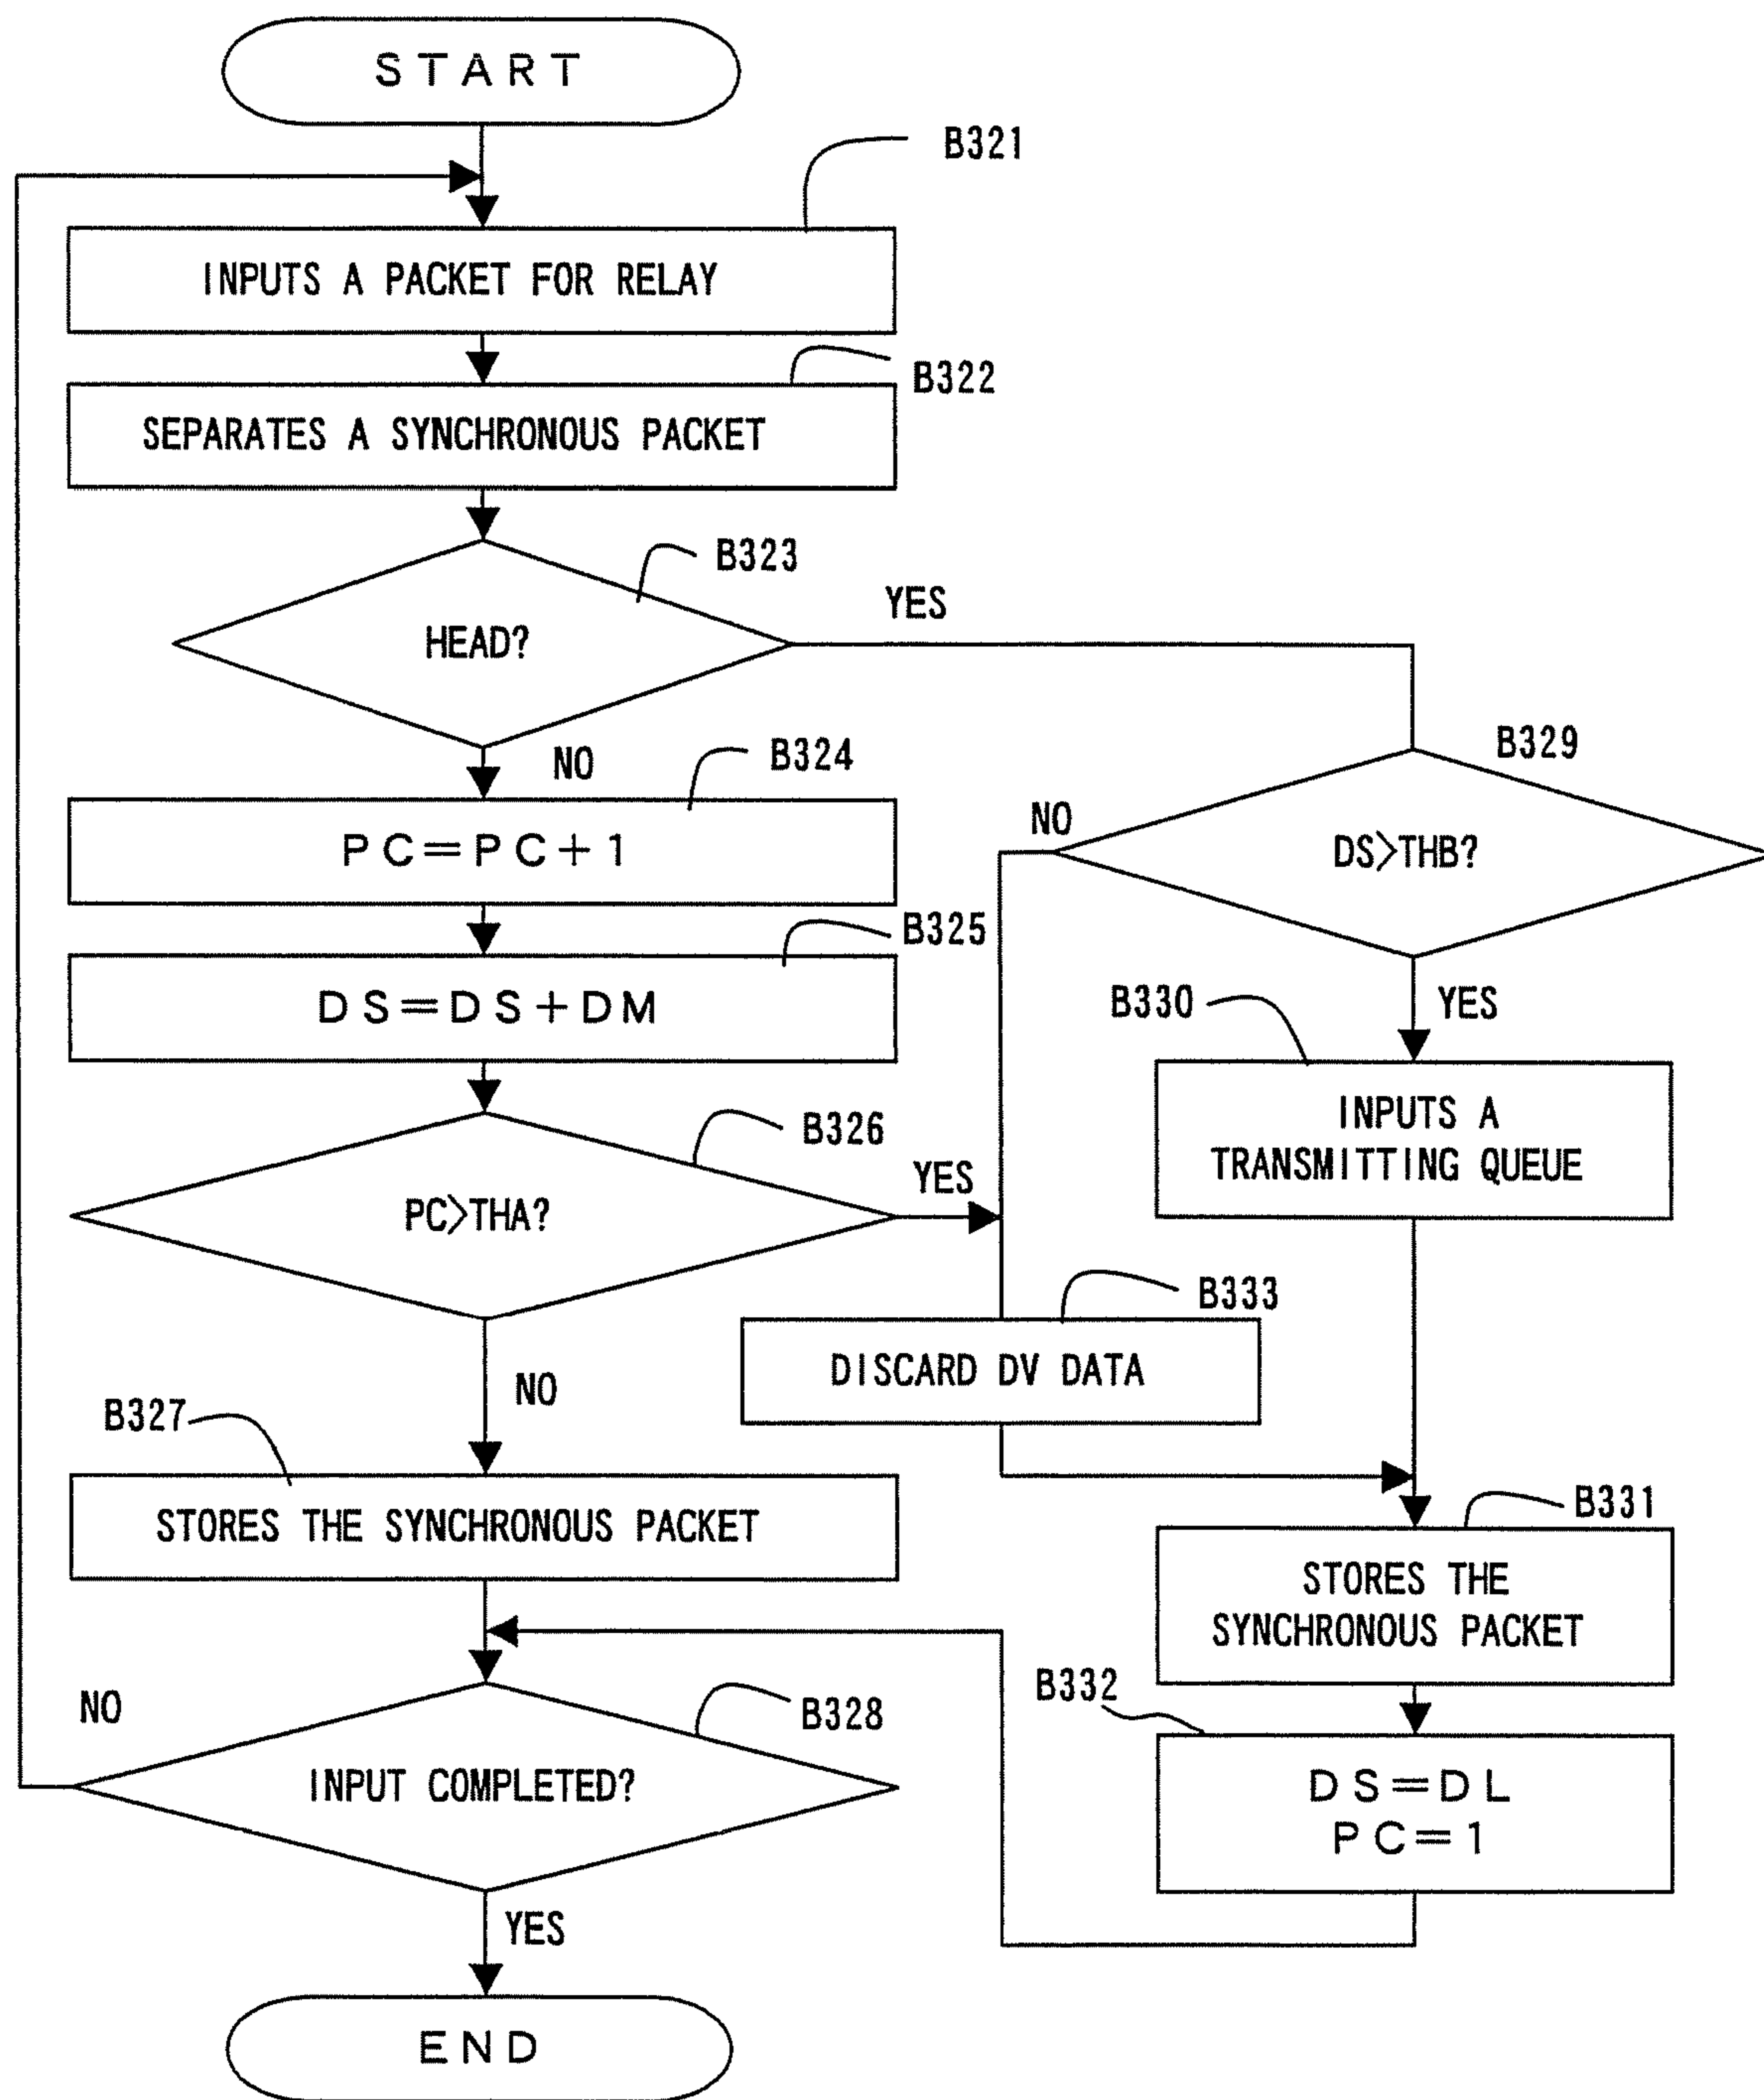 START
B321
INPUTS A PACKET FOR RELAY
B322
SEPARATES A SYNCHRONOUS PACKET
B323
HEAD?
YES
NO
B324
PC=PC+1
B325
DS=DS+DM
B326
PC>THA?
YES
NO
B327
STORES THE SYNCHRONOUS PACKET
B328
INPUT COMPLETED?
NO
YES
END
B329
DS>THB?
NO
YES
B330
INPUTS A
TRANSMITTING QUEUE
B333
DISCARD DV DATA
B331
STORES THE
SYNCHRONOUS PACKET
B332
DS=DL
PC=1